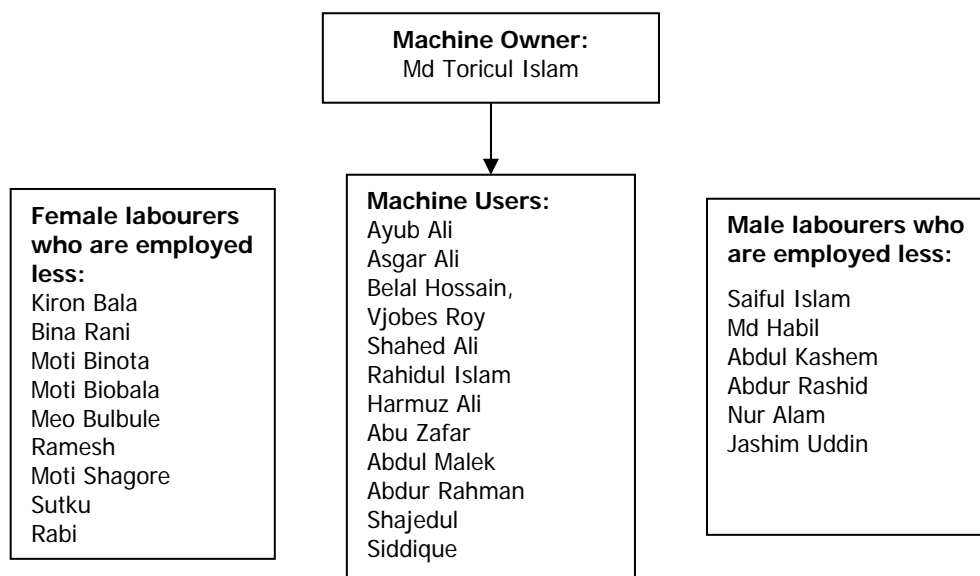 Machine Owner:
Md Toricul Islam
Female labourers
who are employed
less:
Kiron Bala
Bina Rani
Moti Binota
Moti Biobala
Meo Bulbule
Ramesh
Moti Shagore
Sutku
Rabi
Machine Users:
Ayub Ali
Asgar Ali
Belal Hossain,
Vjobes Roy
Shahed Ali
Rahidul Islam
Harmuz Ali
Abu Zafar
Abdul Malek
Abdur Rahman
Shajedul
Siddique
Male labourers who
are employed less:
Saiful Islam
Md Habil
Abdul Kashem
Abdur Rashid
Nur Alam
Jashim Uddin